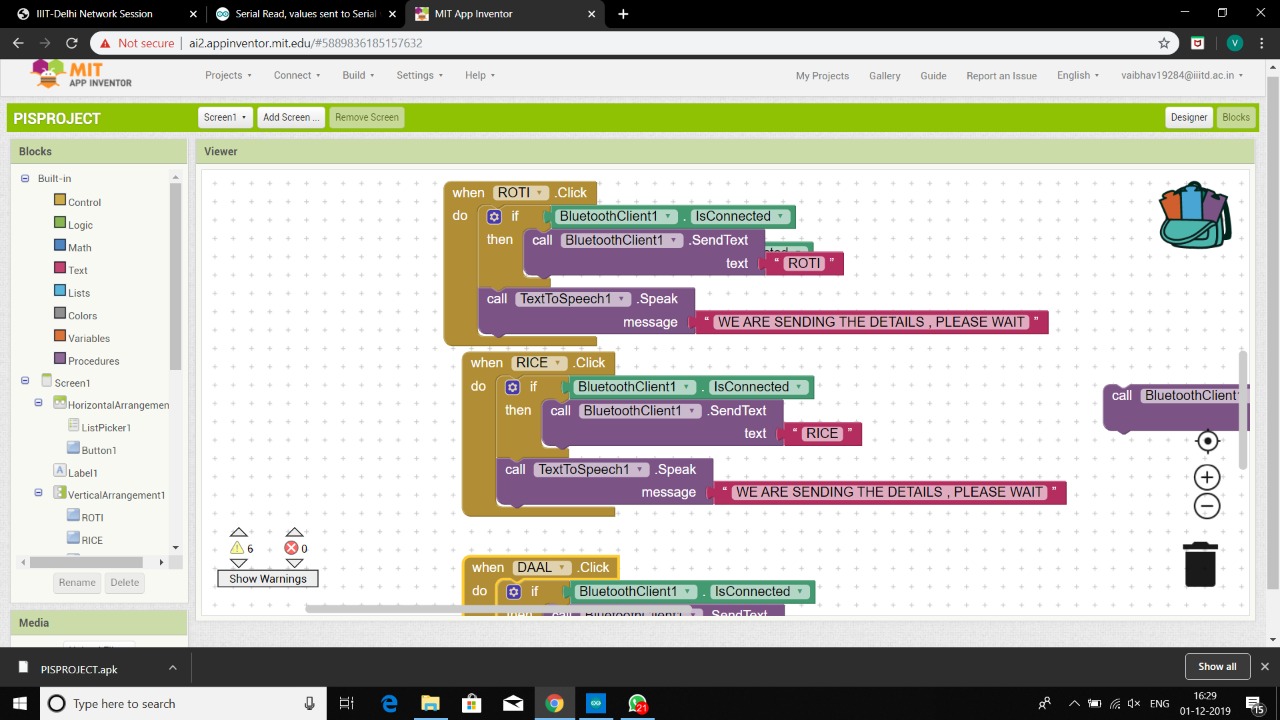 IIIT-Delhi Network Session
Serial Read, values sent to Serial
MIT App Inventor
Not secure
ai2.appinventor.mit.edu/#5889836185157632
V
MIT
APP INVENTOR
Projects
Connect
Build
Settings
Help
My Projects
Gallery
Guide
Report an Issue
English
vaibhav19284@iiitd.ac.in
PISPROJECT
Screen1
Add Screen ...
Remove Screen
Designer
Blocks
Blocks
Viewer
Built-in
Control
Logic
Math
Text
Lists
Colors
Variables
Procedures
Screen1
HorizontalArrangemen
ListPicker1
Button1
A Label1
VerticalArrangement1
ROTI
RICE
Rename
Delete
Media
when ROTI .Click
do if BluetoothClient1 . IsConnected
then call BluetoothClient1 .SendText
text " ROTI "
call TextToSpeech1 .Speak
message " WE ARE SENDING THE DETAILS , PLEASE WAIT "
when RICE .Click
do if BluetoothClient1 . IsConnected
then call BluetoothClient1 .SendText
text " RICE "
call TextToSpeech1 .Speak
message " WE ARE SENDING THE DETAILS , PLEASE WAIT "
call BluetoothClient
when DAAL .Click
do if BluetoothClient1 . IsConnected
then call BluetoothClient1 .SendText
6
0
Show Warnings
PISPROJECT.apk
Show all
Type here to search
21
ENG
16:29
01-12-2019
15